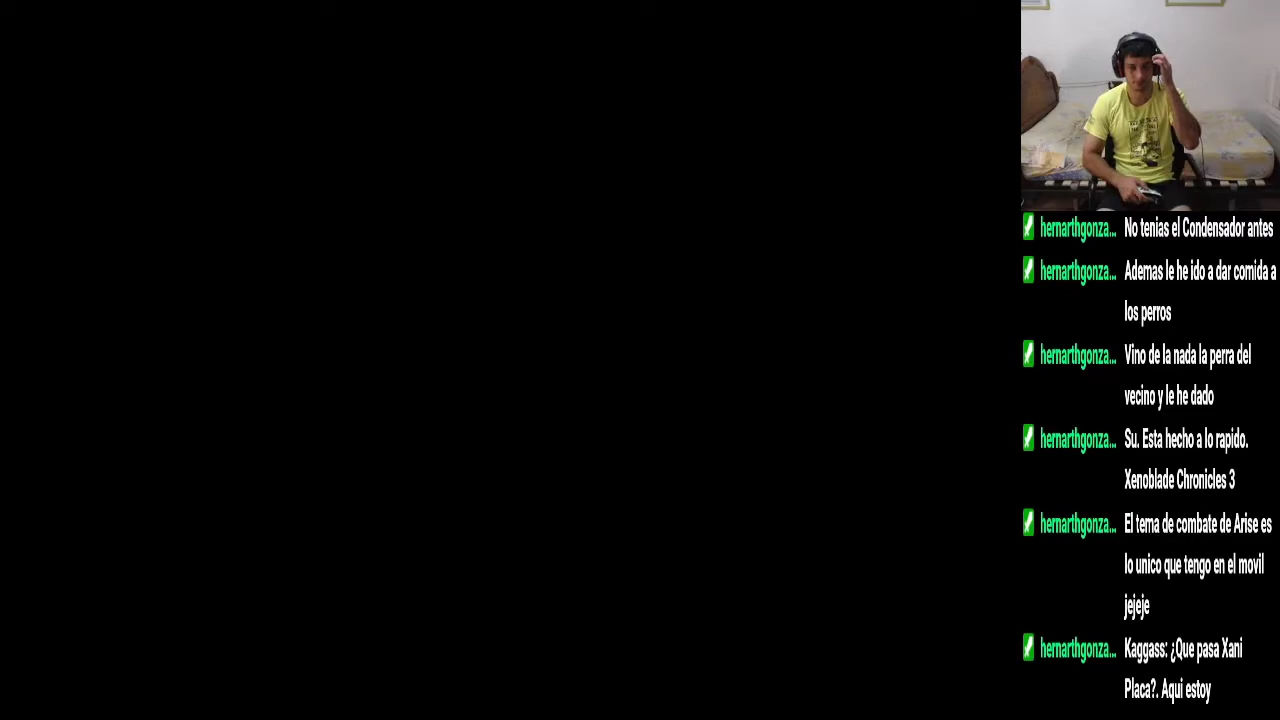 hernarthgonza... No tenias el Condensador antes
hernarthgonza... Ademas le he ido a dar comida a
los perros
hernarthgonza... Vino de la nada la perra del
vecino y le he dado
hernarthgonza... Su. Esta hecho a lo rapido.
Xenoblade Chronicles 3
hernarthgonza... El tema de combate de Arise es
lo unico que tengo en el movil
jejeje
hernarthgonza... Kaggass: ¿Que pasa Xani
Placa?. Aqui estoy